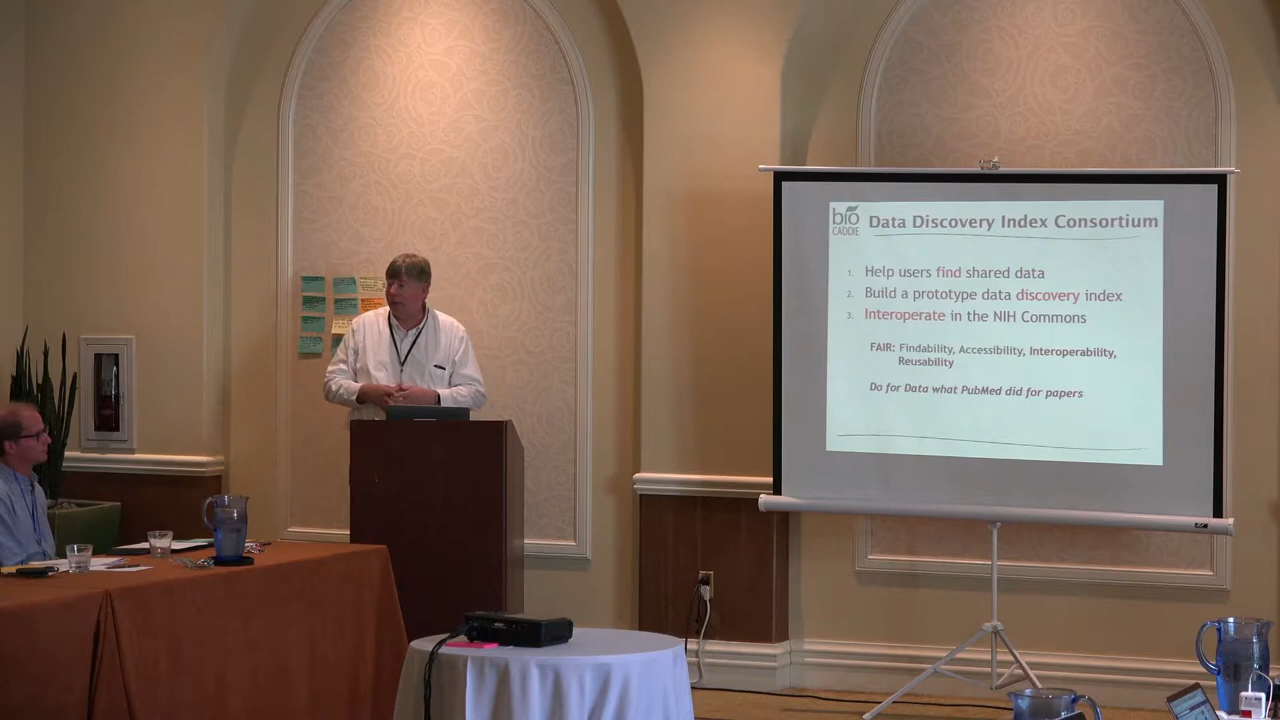 bio
CADDIE
Data Discovery Index Consortium
1. Help users find shared data
2. Build a prototype data discovery index
3. Interoperate in the NIH Commons
FAIR: Findability, Accessibility, Interoperability,
Reusability
Do for Data what PubMed did for papers